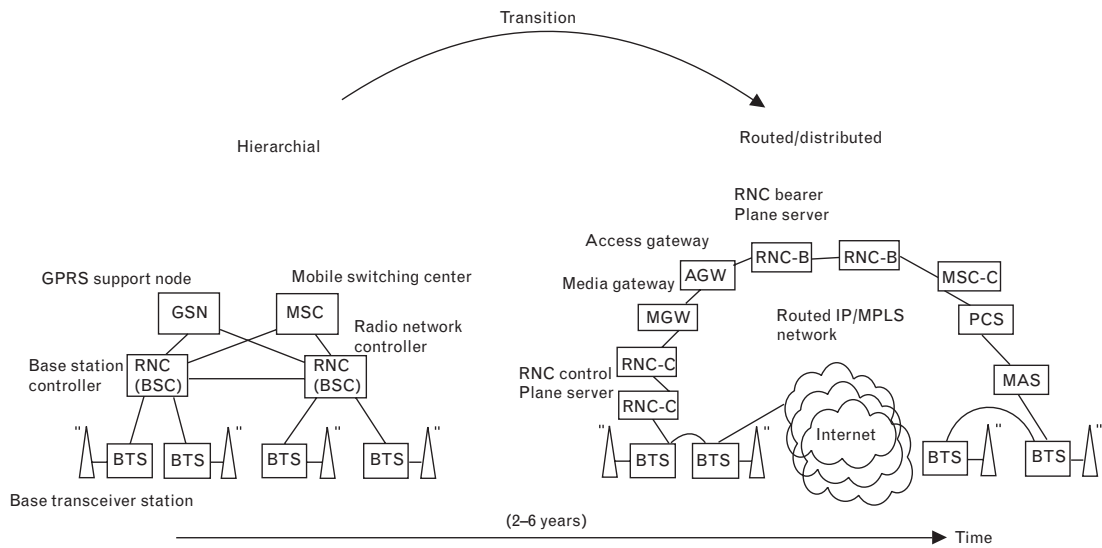 Transition
Hierarchial
Routed/distributed
RNC bearer
Plane server
Access gateway
RNC-B
RNC-B
GPRS support node
Mobile switching center
Media gateway
AGW
MSC-C
GSN
MSC
MGW
Routed IP/MPLS
network
PCS
Radio network
controller
Base station
controller
RNC
(BSC)
RNC
(BSC)
RNC control
Plane server
RNC-C
MAS
RNC-C
" BTS
BTS "
BTS "
BTS "
" BTS
BTS "
Internet
BTS "
BTS "
Base transceiver station
(2–6 years)
Time